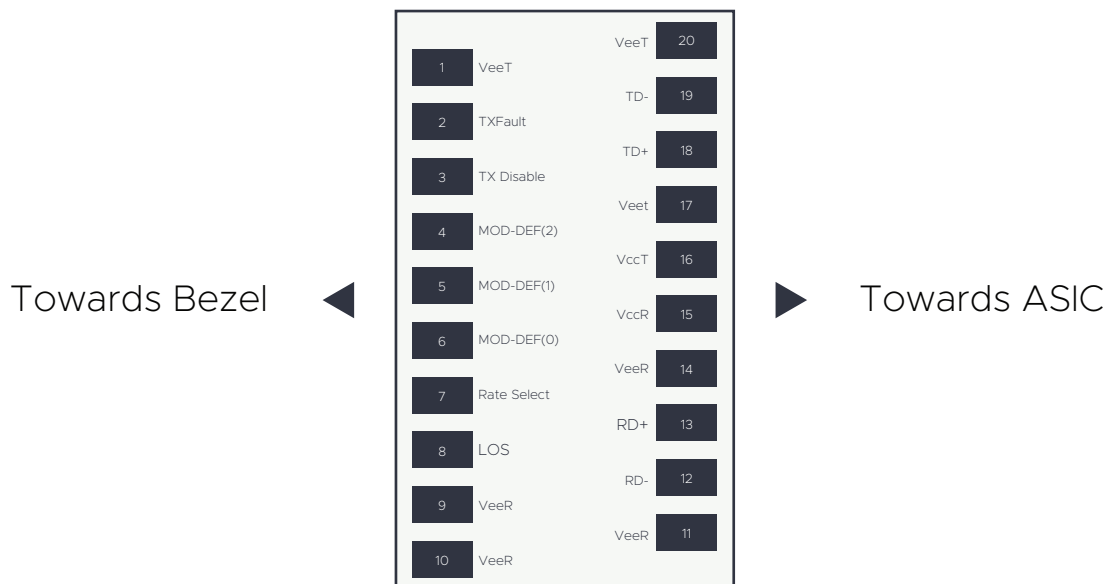 VeeT 20
1 VeeT
TD- 19
2 TXFault
TD+ 18
3 TX Disable
Veet 17
4 MOD-DEF(2)
VccT 16
5 MOD-DEF(1)
Towards Bezel
Towards ASIC
VccR 15
6 MOD-DEF(0)
VeeR 14
7 Rate Select
RD+ 13
8 LOS
RD- 12
9 VeeR
VeeR 11
10 VeeR